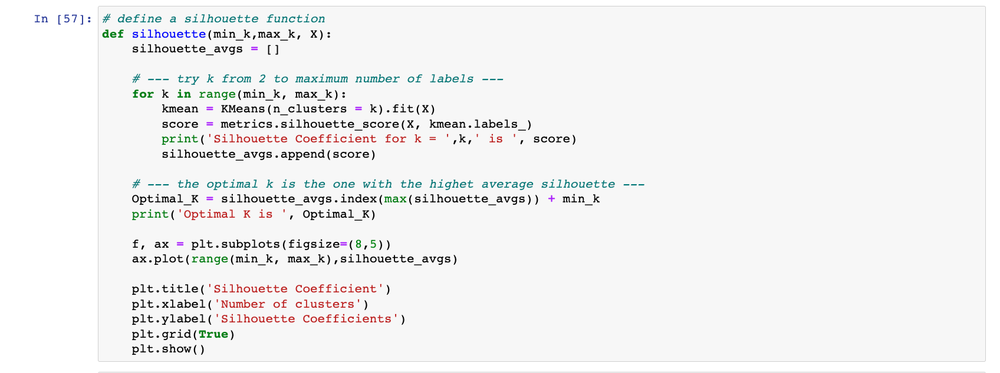 In [57]: # define a silhouette function
def silhouette(min_k,max_k, X):
    silhouette_avgs = []

    # --- try k from 2 to maximum number of labels ---
    for k in range(min_k, max_k):
        kmean = KMeans(n_clusters = k).fit(X)
        score = metrics.silhouette_score(X, kmean.labels_)
        print('Silhouette Coefficient for k = ',k,' is ', score)
        silhouette_avgs.append(score)

    # --- the optimal k is the one with the highet average silhouette ---
    Optimal_K = silhouette_avgs.index(max(silhouette_avgs)) + min_k
    print('Optimal K is ', Optimal_K)

    f, ax = plt.subplots(figsize=(8,5))
    ax.plot(range(min_k, max_k),silhouette_avgs)

    plt.title('Silhouette Coefficient')
    plt.xlabel('Number of clusters')
    plt.ylabel('Silhouette Coefficients')
    plt.grid(True)
    plt.show()